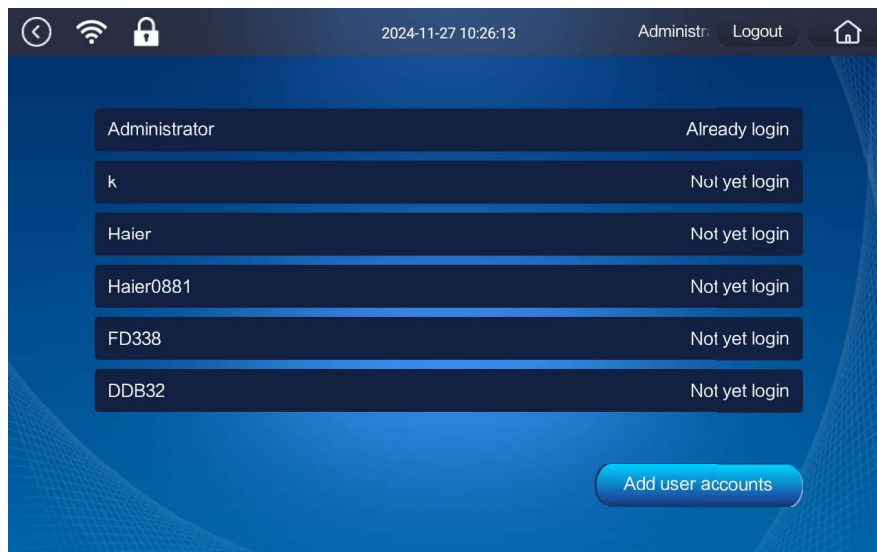 2024-11-27 10:26:13 Administr Logout
Administrator Already login
k Not yet login
Haier Not yet login
Haier0881 Not yet login
FD338 Not yet login
DDB32 Not yet login
Add user accounts